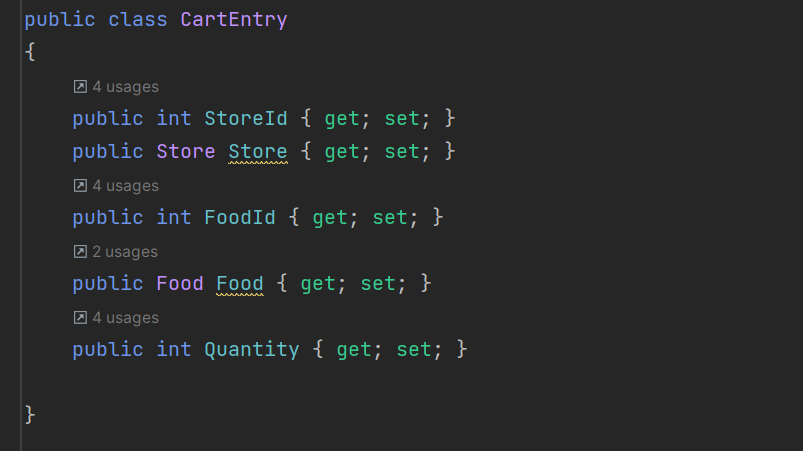 public class CartEntry
{
4 usages
public int StoreId { get; set; }
public Store Store { get; set; }
4 usages
public int FoodId { get; set; }
2 usages
public Food Food { get; set; }
4 usages
public int Quantity { get; set; }
}